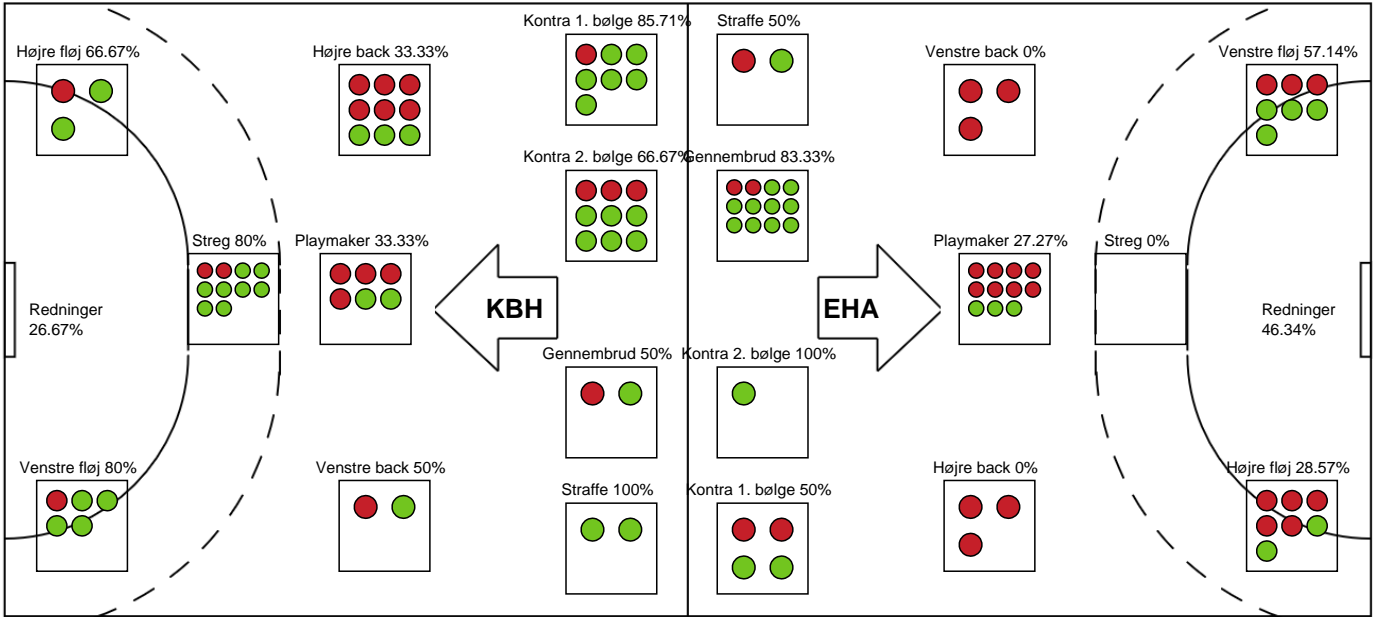 Kontra 1. bølge 85.71%
Straffe 50%
Højre fløj 66.67%
Højre back 33.33%
Venstre back 0%
Venstre fløj 57.14%
Kontra 2. bølge 66.67%
Gennembrud 83.33%
Streg 80%
Playmaker 33.33%
Playmaker 27.27%
Streg 0%
Redninger
26.67%
KBH
EHA
Redninger
46.34%
Gennembrud 50%
Kontra 2. bølge 100%
Venstre fløj 80%
Venstre back 50%
Højre back 0%
Højre fløj 28.57%
Straffe 100%
Kontra 1. bølge 50%